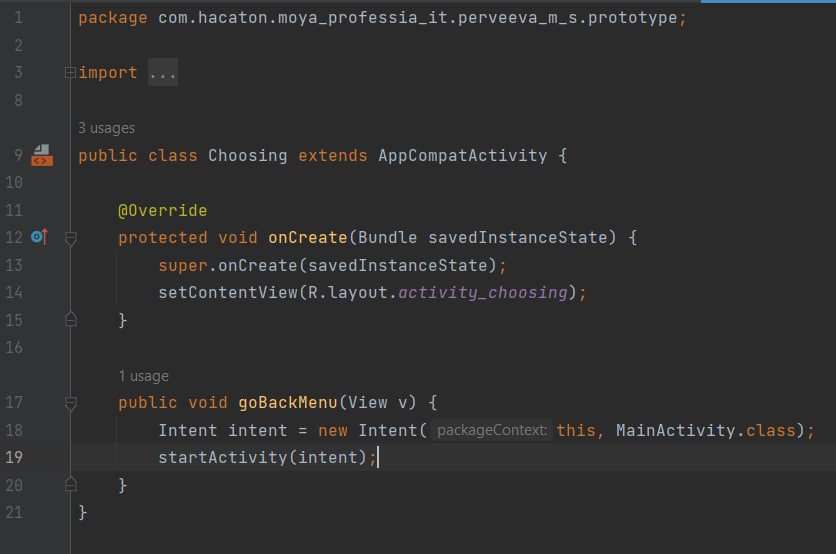 1 package com.hacaton.moya_professia_it.perveeva_m_s.prototype;
2
3 import ...
8
3 usages
9 public class Choosing extends AppCompatActivity {
10
11 @Override
12 protected void onCreate(Bundle savedInstanceState) {
13 super.onCreate(savedInstanceState);
14 setContentView(R.layout.activity_choosing);
15 }
16
1 usage
17 public void goBackMenu(View v) {
18 Intent intent = new Intent( packageContext: this, MainActivity.class);
19 startActivity(intent);
20 }
21 }